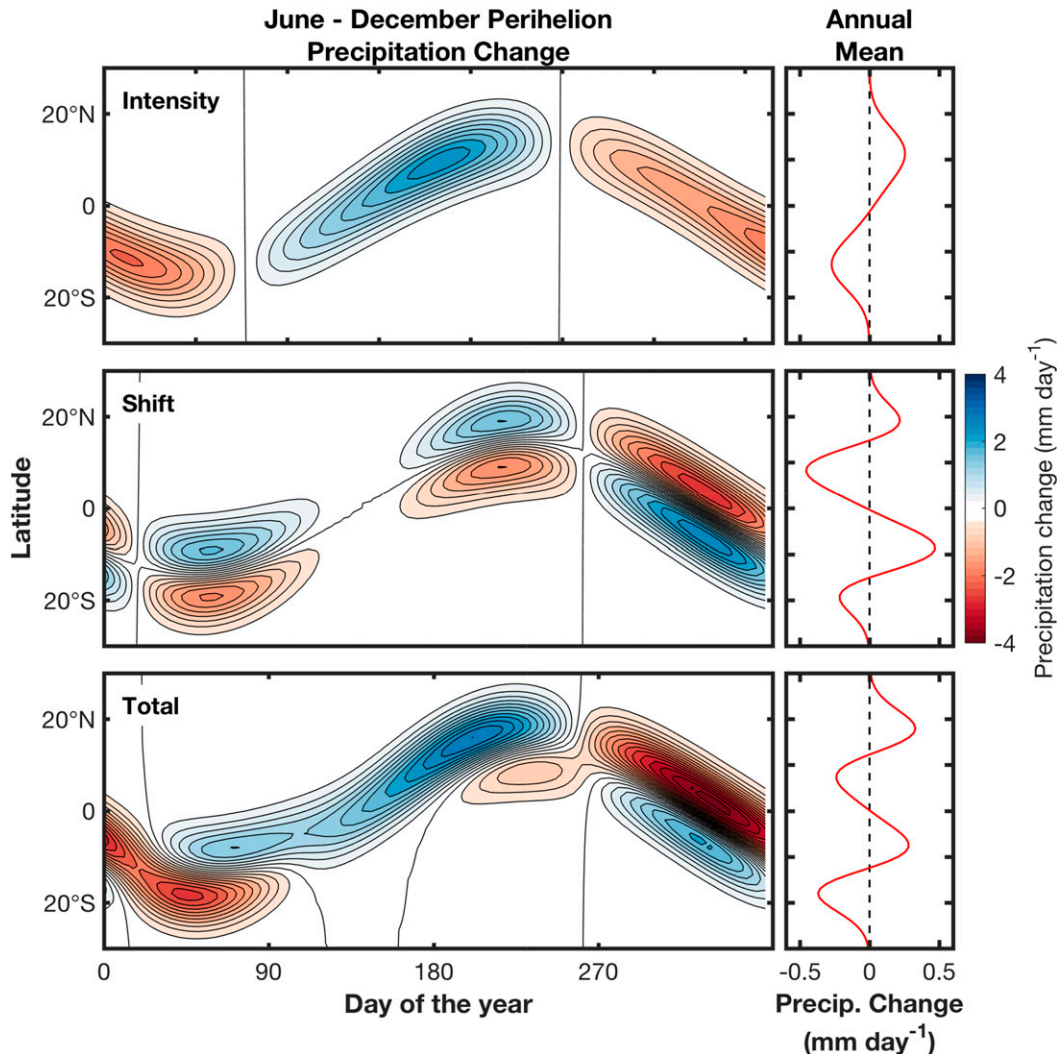 June - December Perihelion
Precipitation Change
Annual
Mean
Intensity
20°N
0
20°S
Shift
20°N
0
20°S
Latitude
4
2
0
-2
-4
Precipitation change (mm day-1)
Total
20°N
0
20°S
0 90 180 270
Day of the year
-0.5 0 0.5
Precip. Change
(mm day-1)